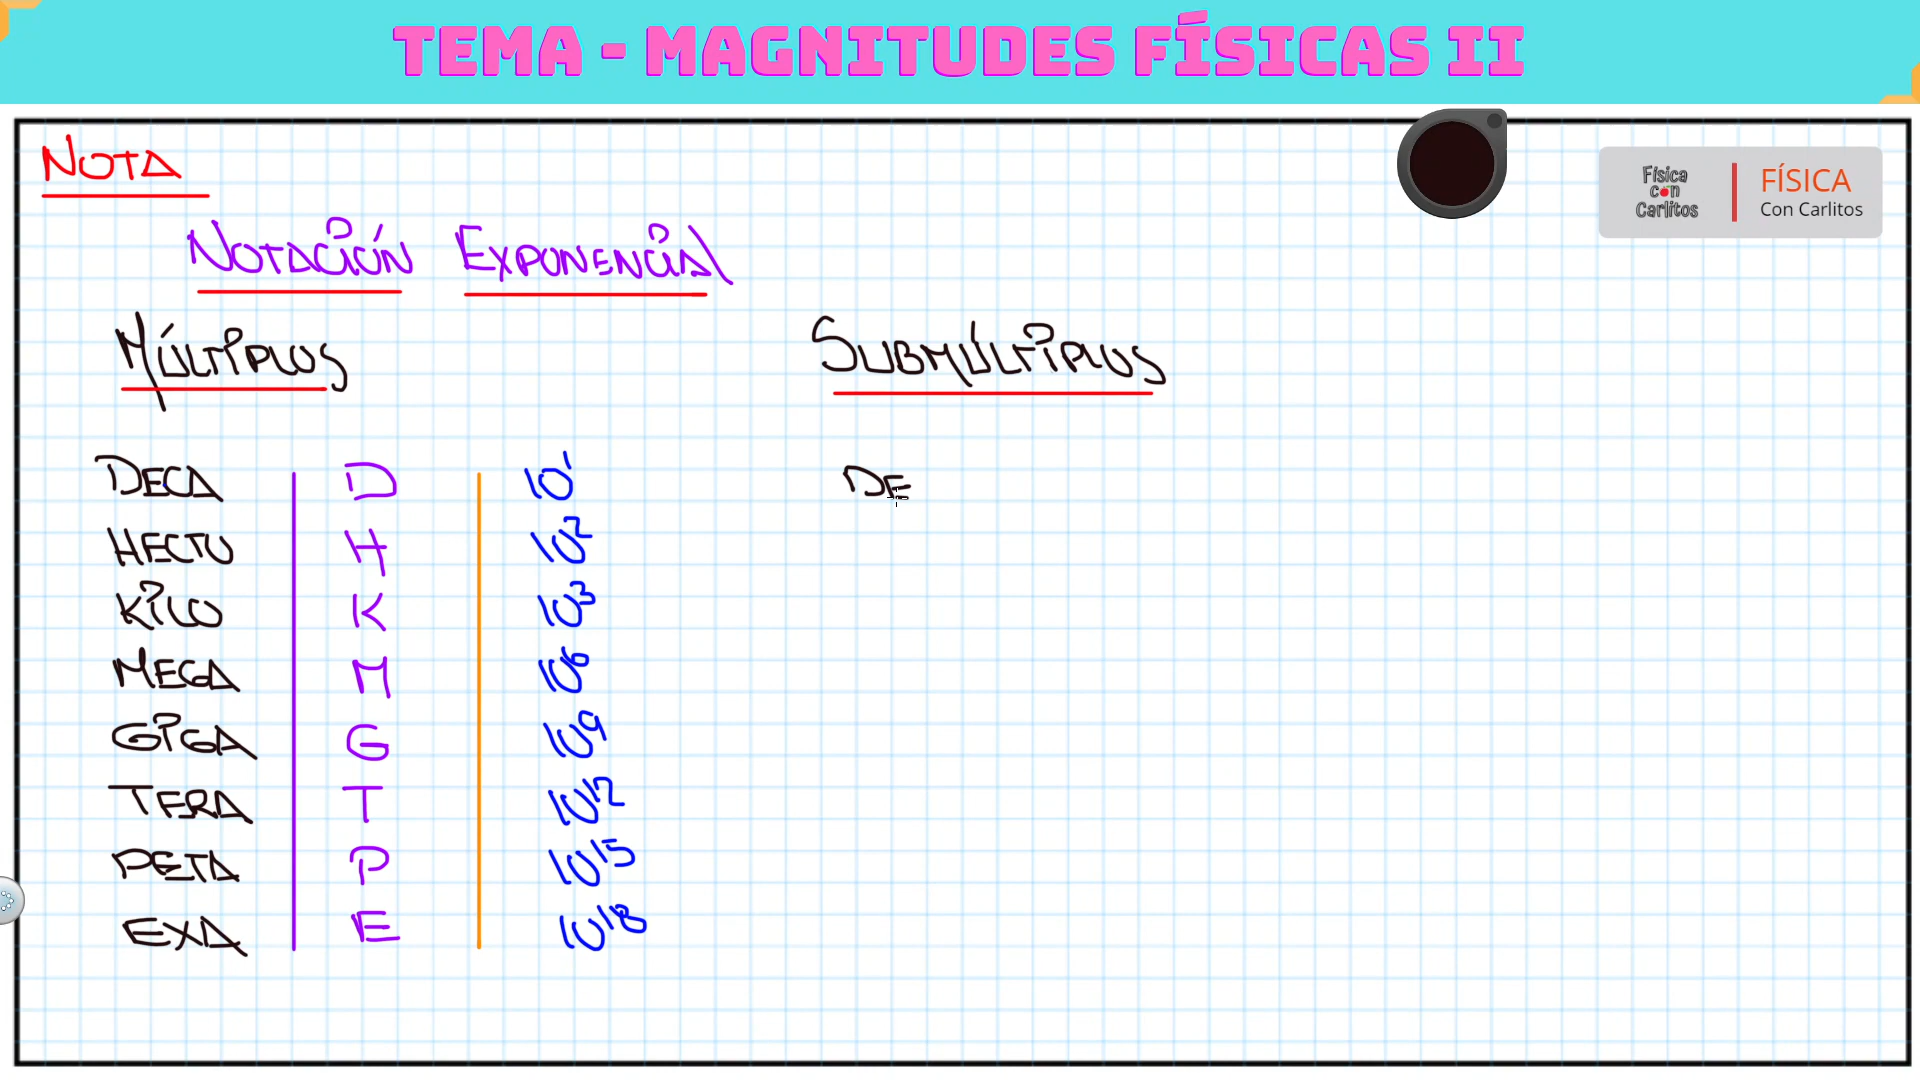 TEMA - MAGNITUDES FÍSICAS II
NOTA
Física con Carlitos
FÍSICA
Con Carlitos
NOTACIÓN EXPONENCIAL
MÚLTIPLOS
SUBMÚLTIPLOS
DECA D 10¹
DE
HECTO H 10²
KILO K 10³
MEGA M 10⁶
GIGA G 10⁹
TERA T 10¹²
PETA P 10¹⁵
EXA E 10¹⁸